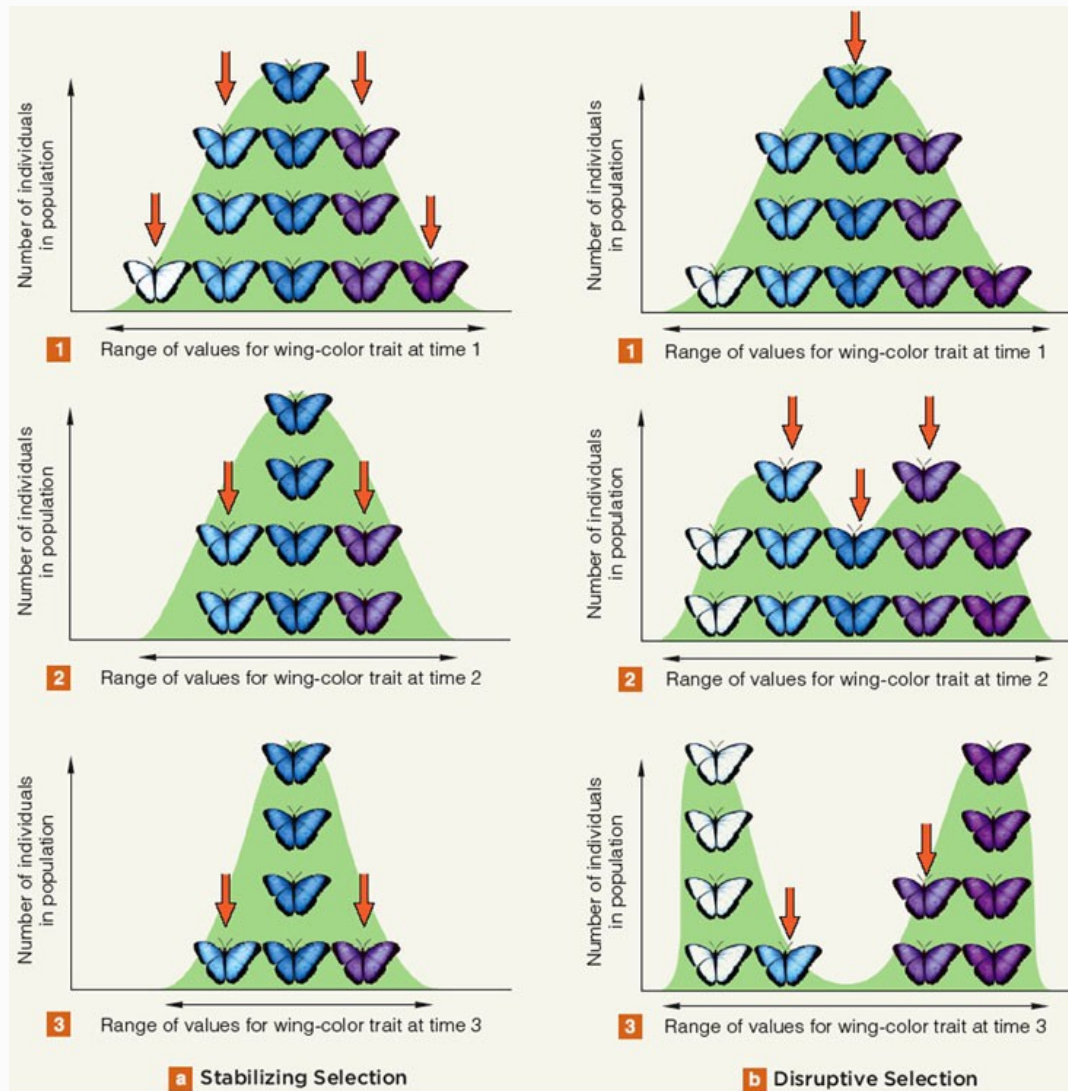 Number of individuals
in population
1 Range of values for wing-color trait at time 1
Number of individuals
in population
2 Range of values for wing-color trait at time 2
Number of individuals
in population
3 Range of values for wing-color trait at time 3
a Stabilizing Selection
Number of individuals
in population
1 Range of values for wing-color trait at time 1
Number of individuals
in population
2 Range of values for wing-color trait at time 2
Number of individuals
in population
3 Range of values for wing-color trait at time 3
b Disruptive Selection